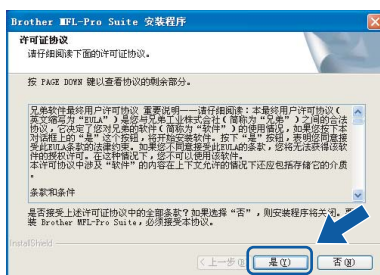 Brother MFL-Pro Suite 安装程序
许可证协议
请仔细阅读下面的许可证协议。
按 PAGE DOWN 键以查看协议的剩余部分。
兄弟软件最终用户许可协议 重要说明——请仔细阅读：本最终用户许可协议（
英文缩写为“EULA”）是您与兄弟工业株式会社（简称为“兄弟”）之间的合法
协议，它决定了您对兄弟的软件（简称为“软件”）的使用情况，如果您按下本
对话框上的“是”这个按钮，将开始安装软件。按下“是”按钮，表明您同意接
受此EULA条款的法律约束。如果您不同意接受此EULA的条款，您将无法获得该软
件的授权许可。在这种情况下，您不可以使用该软件。
本许可协议中涉及“软件”的内容在上下文允许的情况下还应包括存储它的介质
。
条款和条件
是否接受上述许可证协议中的全部条款？如果选择“否”，则安装程序将关闭。要
装 Brother MFL-Pro Suite，必须接受本协议。
InstallShield
<上一步(B)
是(Y)
否(N)